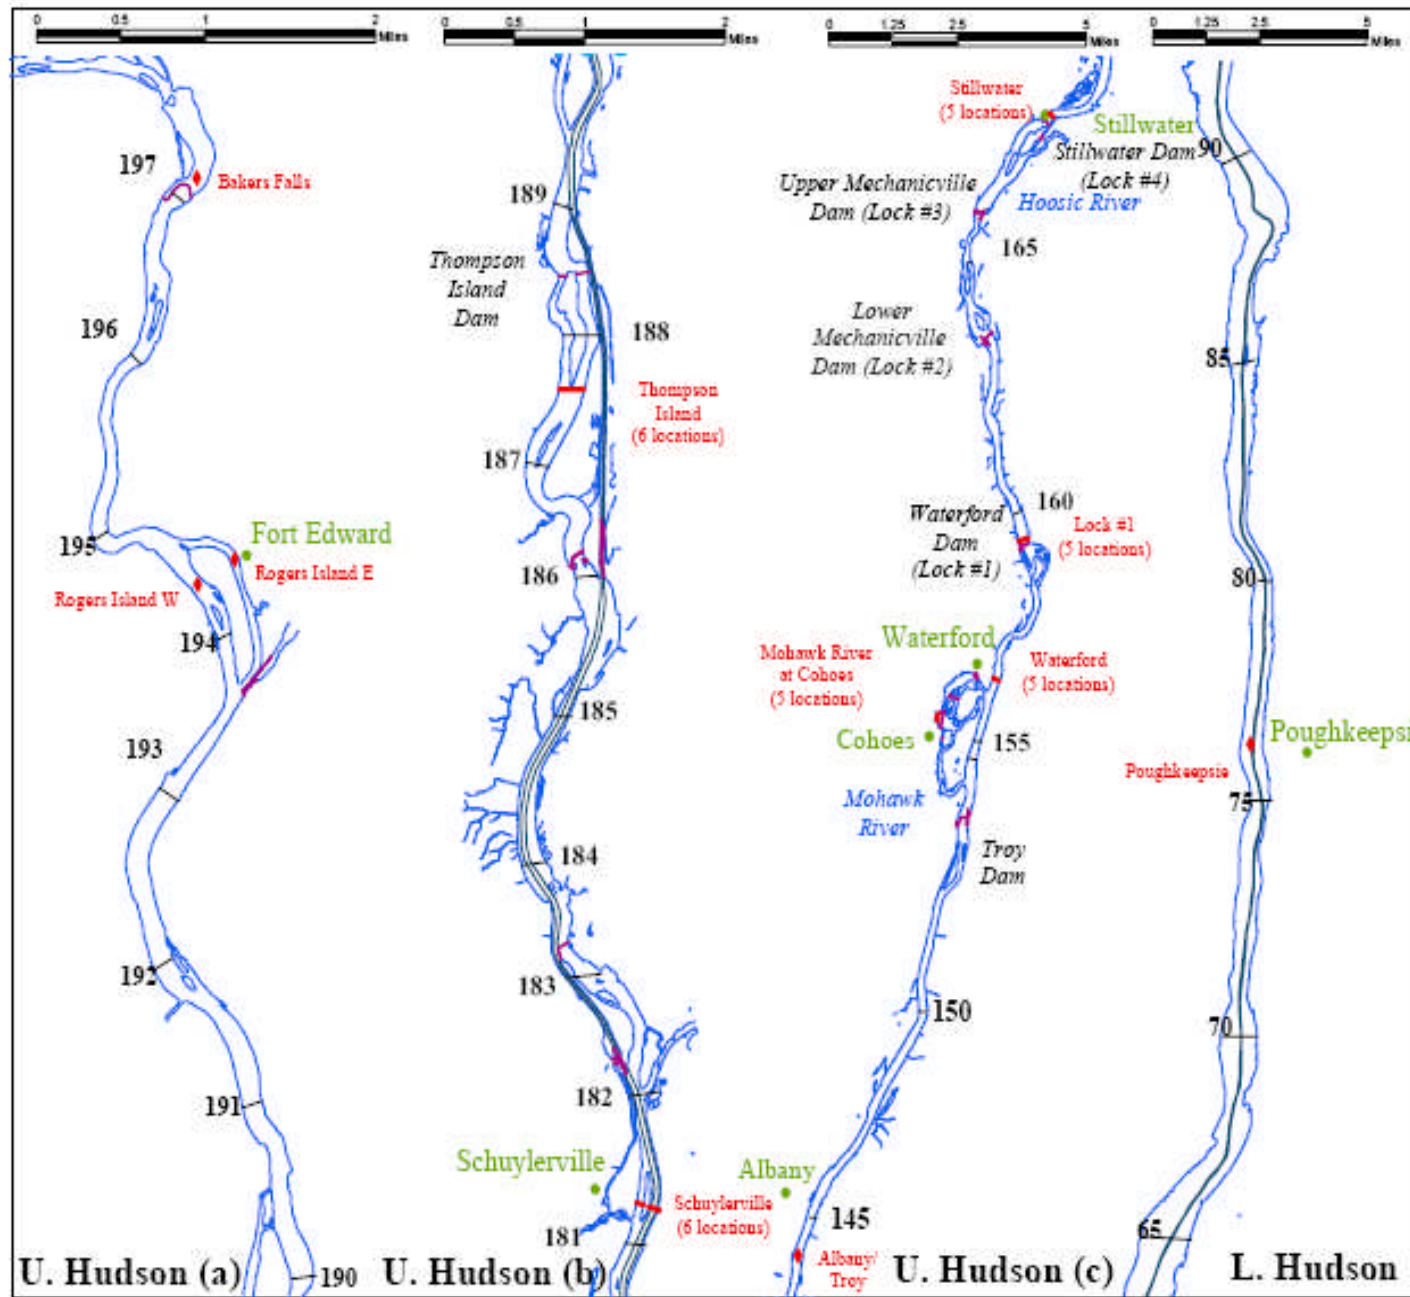 0 0.5 1 2
Miles
197
Bakers Falls
196
195
Fort Edward
Rogers Island E
Rogers Island W
194
193
192
191
190
U. Hudson (a)
0 0.5 1 2
Miles
189
Thompson
Island
Dam
188
Thompson
Island
(6 locations)
187
186
185
184
183
182
Schuylerville
Schuylerville
(6 locations)
181
U. Hudson (b)
0 1.25 2.5 5
Miles
Stillwater
(5 locations)
Stillwater
Stillwater Dam
(Lock #4)
Upper Mechanicville
Dam (Lock #3)
Hoosic River
165
Lower
Mechanicville
Dam (Lock #2)
160
Waterford
Dam
(Lock #1)
Lock #1
(5 locations)
Waterford
Mohawk River
at Cohoes
(5 locations)
Waterford
(5 locations)
Cohoes
155
Mohawk
River
Troy
Dam
150
Albany
145
Albany/
Troy
U. Hudson (c)
0 1.25 2.5 5
Miles
90
85
80
Poughkeepsi
Poughkeepsie
75
70
65
L. Hudson